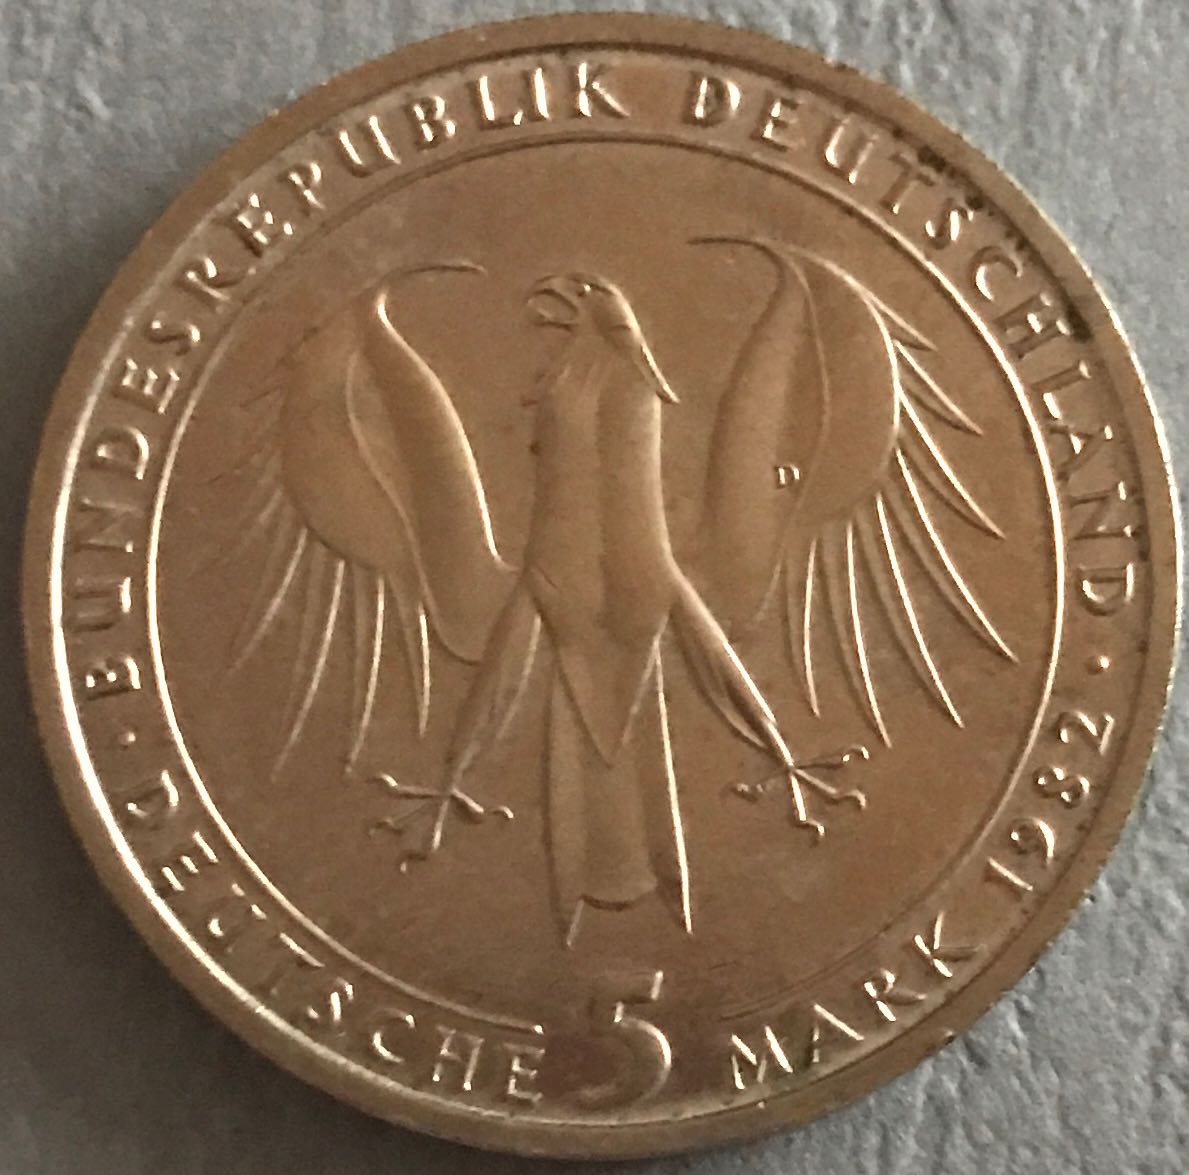 BUNDESREPUBLIK DEUTSCHLAND · 1982
· DEUTSCHE 5 MARK
D